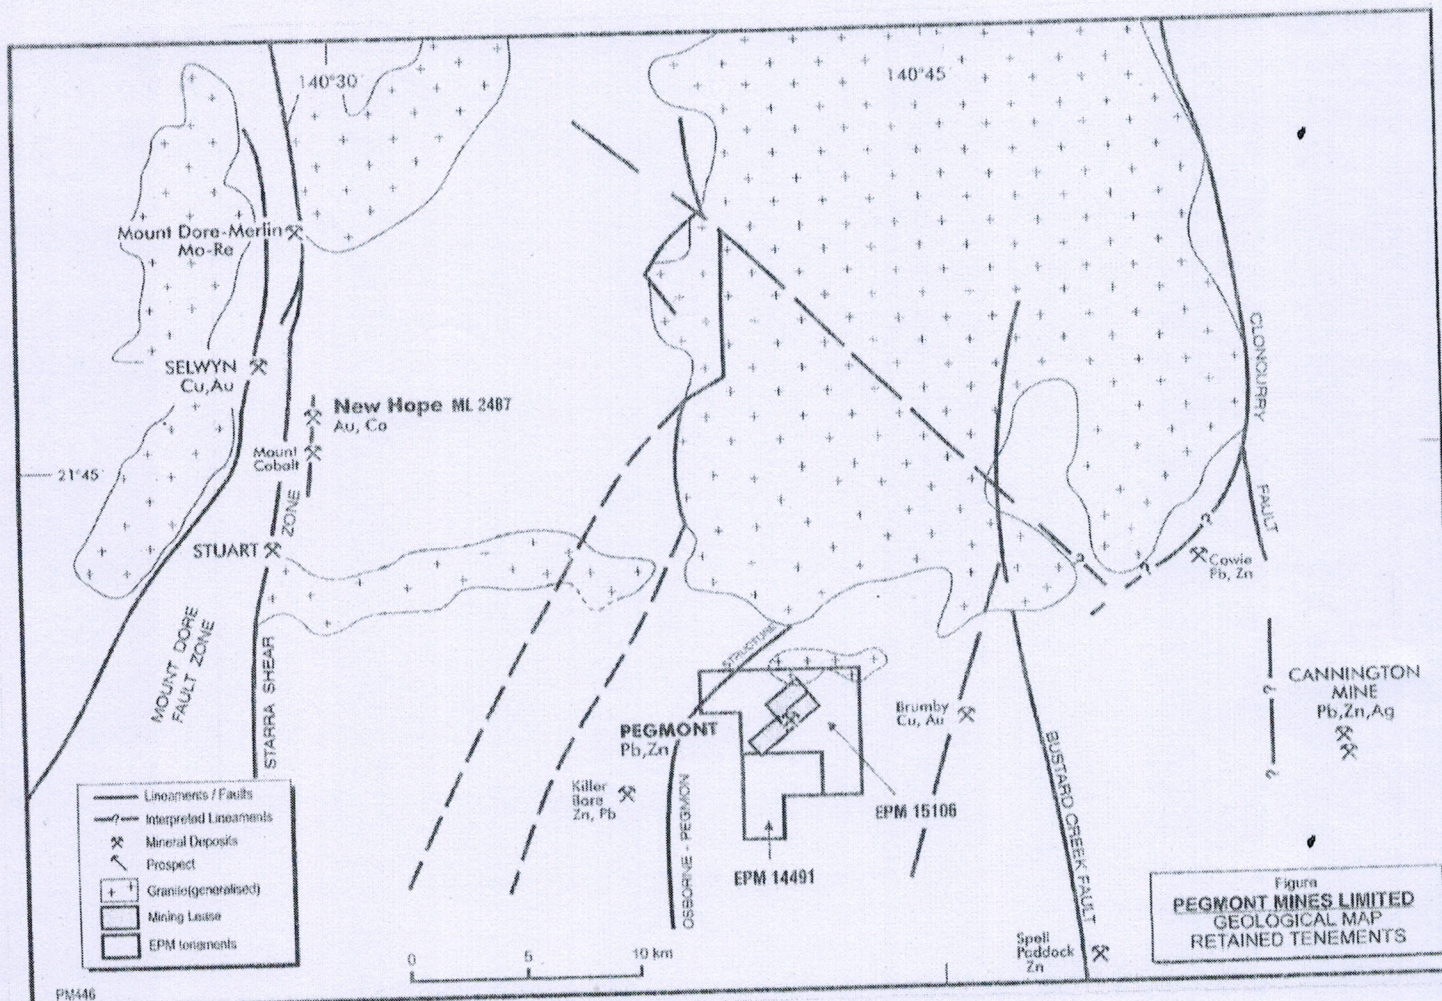 140°30'
140°45'
Mount Dore-Merlin
Mo-Re
SELWYN
Cu,Au
New Hope ML 2487
Au, Co
Mount
Cobalt
21°45'
ZONE
STUART
CLONCURRY
FAULT
Cowie
Pb, Zn
MOUNT DORE
FAULT ZONE
STARRA SHEAR
STRUCTURE
PEGMONT
Pb,Zn
Brumby
Cu, Au
CANNINGTON
MINE
Pb,Zn,Ag
?
?
?
?
?
Killer
Bore
Zn, Pb
OSBORNE - PEGMON
EPM 15106
EPM 14491
BUSTARD CREEK FAULT
Spell
Paddock
Zn
Lineaments / Faults
-?- Interpreted Lineaments
Mineral Deposits
Prospect
Granite(generalised)
Mining Lease
EPM tenements
0 5 10 km
Figure
PEGMONT MINES LIMITED
GEOLOGICAL MAP
RETAINED TENEMENTS
PM446